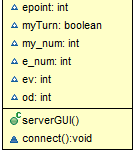 epoint: int
myTurn: boolean
my_num: int
e_num: int
ev: int
od: int
serverGUI()
connect():void